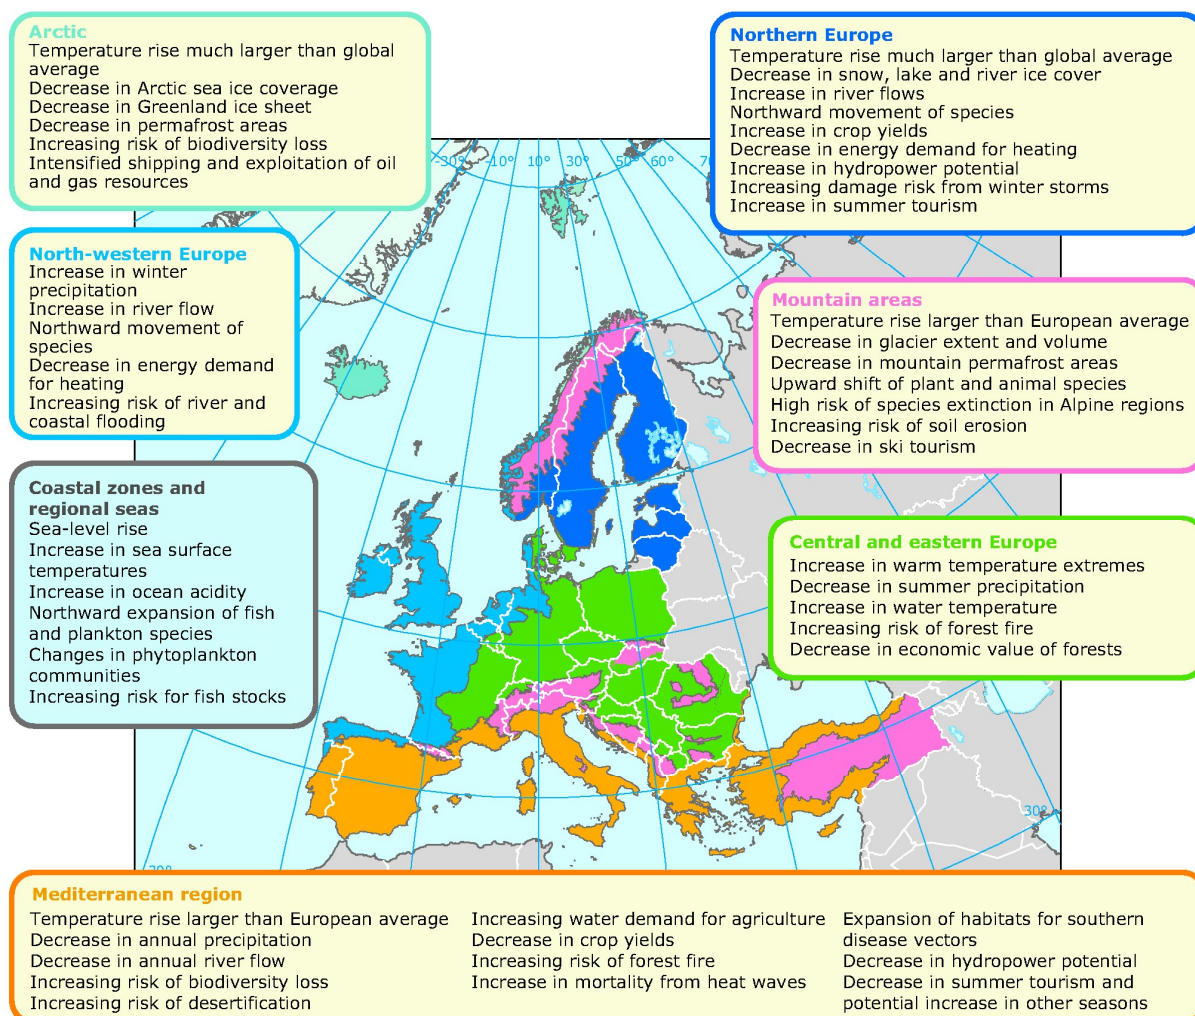 Arctic
Temperature rise much larger than global
average
Decrease in Arctic sea ice coverage
Decrease in Greenland ice sheet
Decrease in permafrost areas
Increasing risk of biodiversity loss
Intensified shipping and exploitation of oil
and gas resources
Northern Europe
Temperature rise much larger than global average
Decrease in snow, lake and river ice cover
Increase in river flows
Northward movement of species
Increase in crop yields
Decrease in energy demand for heating
Increase in hydropower potential
Increasing damage risk from winter storms
Increase in summer tourism
-30° -10° 10° 30° 50° 60°
North-western Europe
Increase in winter
precipitation
Increase in river flow
Northward movement of
species
Decrease in energy demand
for heating
Increasing risk of river and
coastal flooding
Mountain areas
Temperature rise larger than European average
Decrease in glacier extent and volume
Decrease in mountain permafrost areas
Upward shift of plant and animal species
High risk of species extinction in Alpine regions
Increasing risk of soil erosion
Decrease in ski tourism
Coastal zones and
regional seas
Sea-level rise
Increase in sea surface
temperatures
Increase in ocean acidity
Northward expansion of fish
and plankton species
Changes in phytoplankton
communities
Increasing risk for fish stocks
Central and eastern Europe
Increase in warm temperature extremes
Decrease in summer precipitation
Increase in water temperature
Increasing risk of forest fire
Decrease in economic value of forests
30°
Mediterranean region
Temperature rise larger than European average
Decrease in annual precipitation
Decrease in annual river flow
Increasing risk of biodiversity loss
Increasing risk of desertification
Increasing water demand for agriculture
Decrease in crop yields
Increasing risk of forest fire
Increase in mortality from heat waves
Expansion of habitats for southern
disease vectors
Decrease in hydropower potential
Decrease in summer tourism and
potential increase in other seasons